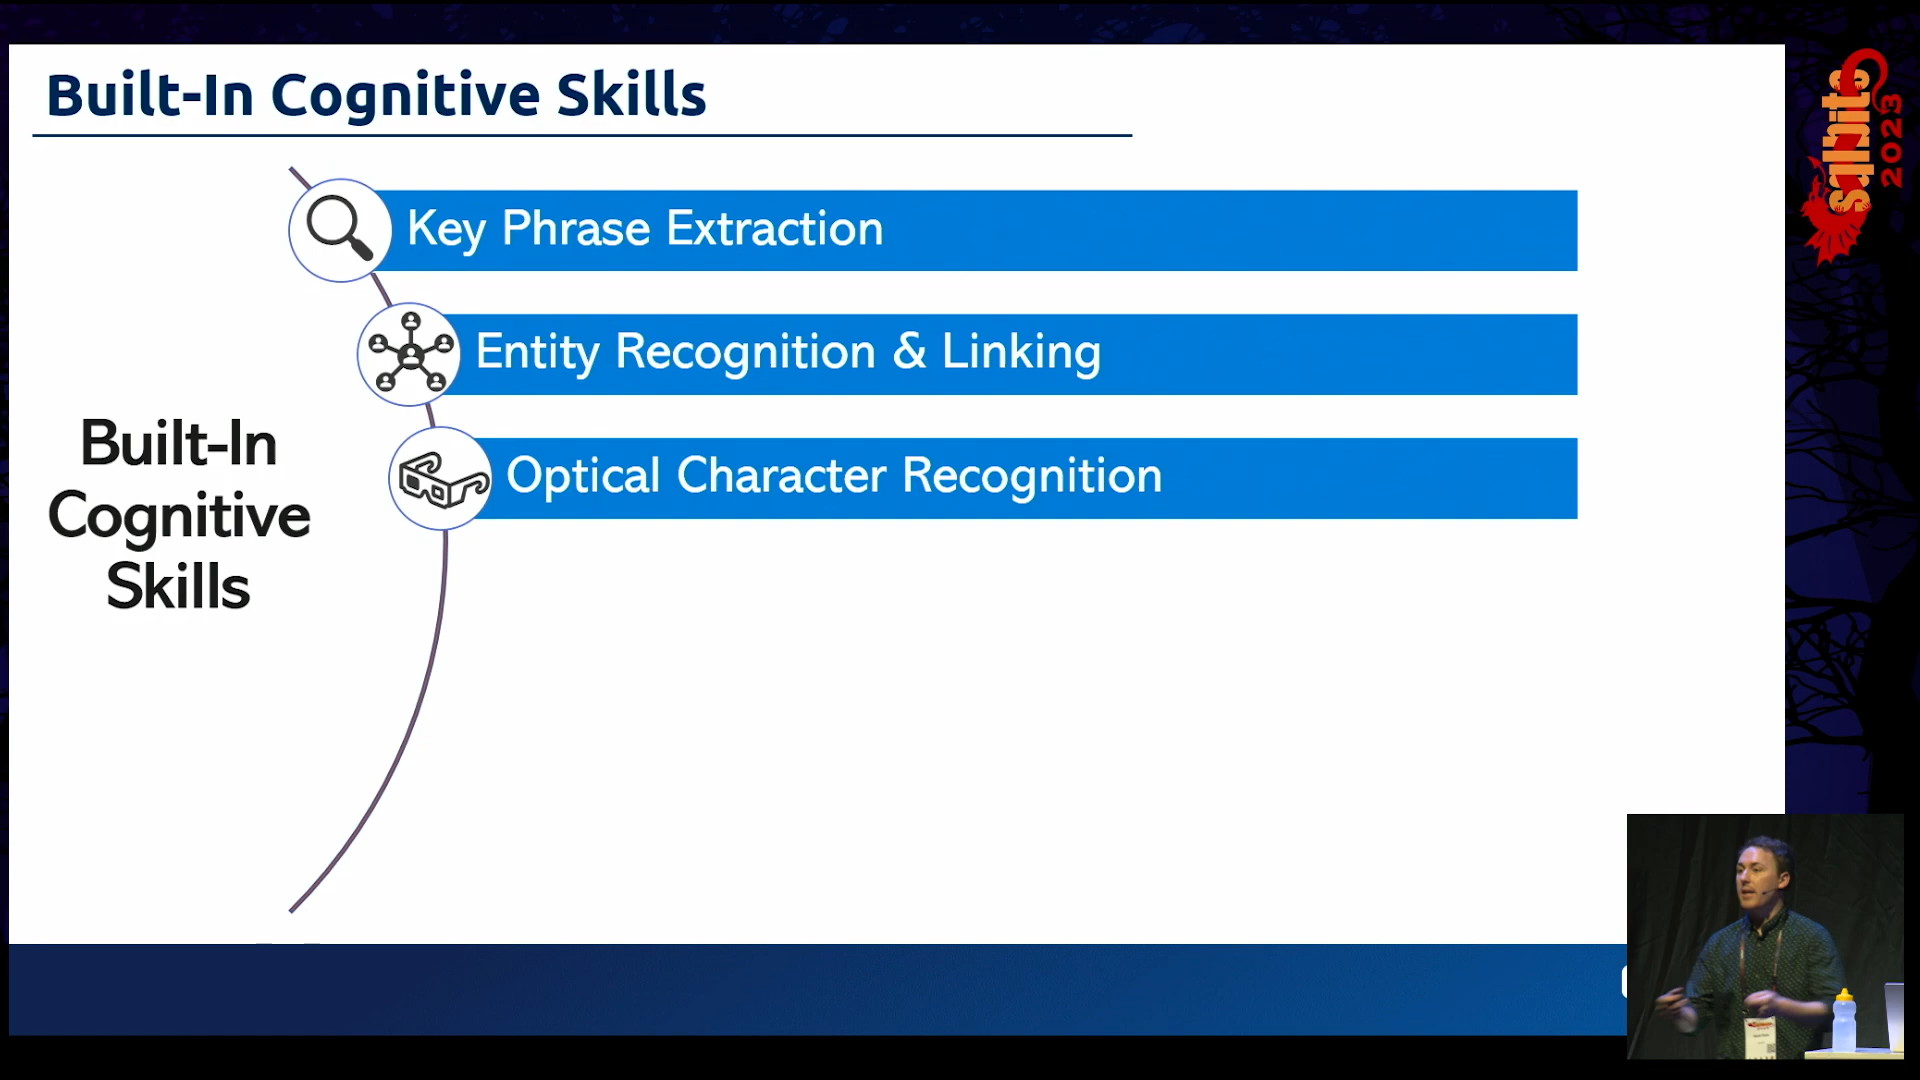 Built-In Cognitive Skills
Key Phrase Extraction
Entity Recognition & Linking
Optical Character Recognition
Built-In
Cognitive
Skills
sqlbits
2023